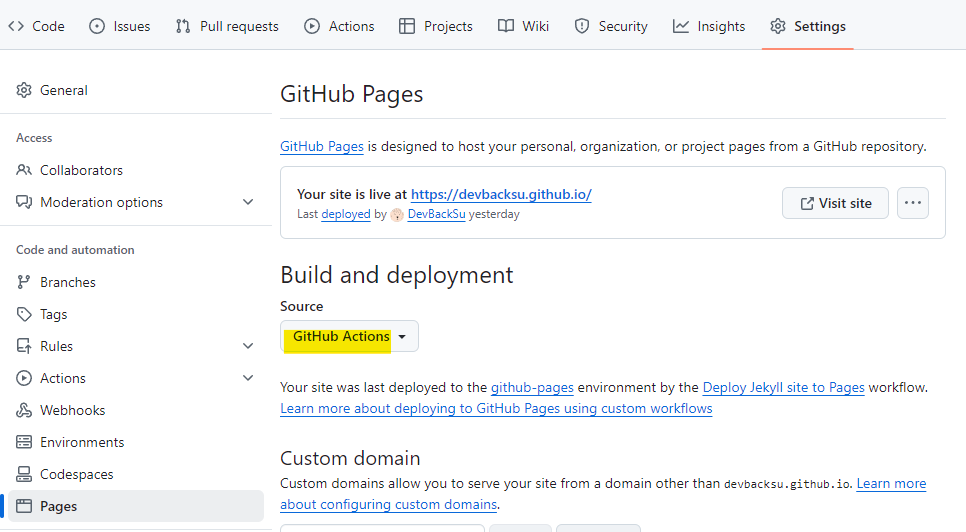 Code Issues Pull requests Actions Projects Wiki Security Insights Settings
General
Access
Collaborators
Moderation options
Code and automation
Branches
Tags
Rules
Actions
Webhooks
Environments
Codespaces
Pages
GitHub Pages
GitHub Pages is designed to host your personal, organization, or project pages from a GitHub repository.
Your site is live at https://devbacksu.github.io/
Last deployed by DevBackSu yesterday
Visit site
Build and deployment
Source
GitHub Actions
Your site was last deployed to the github-pages environment by the Deploy Jekyll site to Pages workflow.
Learn more about deploying to GitHub Pages using custom workflows
Custom domain
Custom domains allow you to serve your site from a domain other than devbacksu.github.io. Learn more
about configuring custom domains.